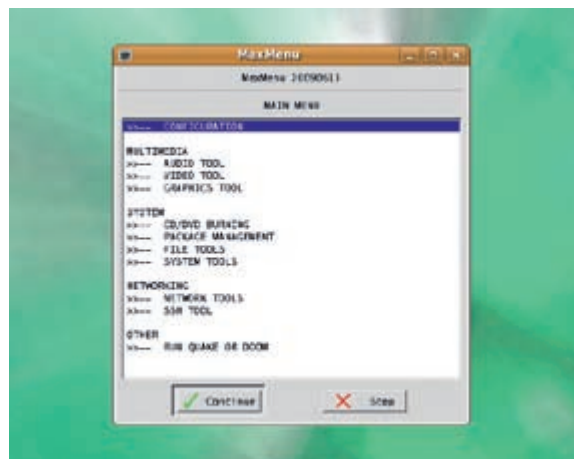 MaxMenu
MaxMenu 20090613
MAIN MENU
>>--- CONFIGURATION
MULTIMEDIA
>>--- AUDIO TOOL
>>--- VIDEO TOOL
>>--- GRAPHICS TOOL
SYSTEM
>>--- CD/DVD BURNING
>>--- PACKAGE MANAGEMENT
>>--- FILE TOOLS
>>--- SYSTEM TOOLS
NETWORKING
>>--- NETWORK TOOLS
>>--- SSH TOOL
OTHER
>>--- RUN QUAKE OR DOOM
Continue
Stop